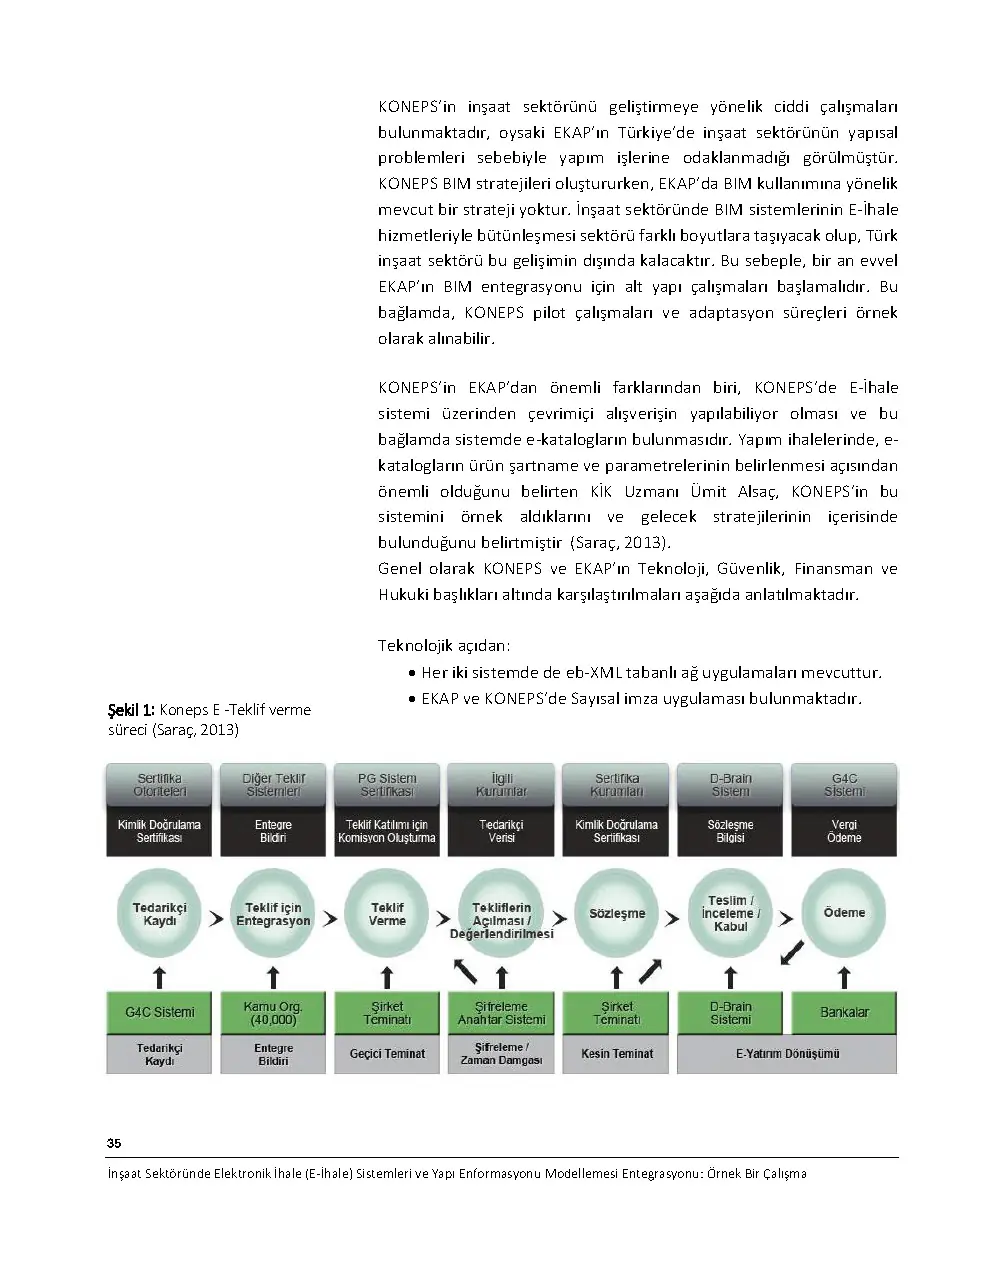 KONEPS’in inşaat sektörünü geliştirmeye yönelik ciddi çalışmaları
bulunmaktadır, oysaki EKAP’ın Türkiye’de inşaat sektörünün yapısal
problemleri sebebiyle yapım işlerine odaklanmadığı görülmüştür.
KONEPS BIM stratejileri oluştururken, EKAP’da BIM kullanımına yönelik
mevcut bir strateji yoktur. İnşaat sektöründe BIM sistemlerinin E-İhale
hizmetleriyle bütünleşmesi sektörü farklı boyutlara taşıyacak olup, Türk
inşaat sektörü bu gelişimin dışında kalacaktır. Bu sebeple, bir an evvel
EKAP’ın BIM entegrasyonu için alt yapı çalışmaları başlamalıdır. Bu
bağlamda, KONEPS pilot çalışmaları ve adaptasyon süreçleri örnek
olarak alınabilir.
KONEPS’in EKAP’dan önemli farklarından biri, KONEPS’de E-İhale
sistemi üzerinden çevrimiçi alışverişin yapılabiliyor olması ve bu
bağlamda sistemde e-katalogların bulunmasıdır. Yapım ihalelerinde, e-
katalogların ürün şartname ve parametrelerinin belirlenmesi açısından
önemli olduğunu belirten KİK Uzmanı Ümit Alsaç, KONEPS’in bu
sistemini örnek aldıklarını ve gelecek stratejilerinin içerisinde
bulunduğunu belirtmiştir (Saraç, 2013).
Genel olarak KONEPS ve EKAP’ın Teknoloji, Güvenlik, Finansman ve
Hukuki başlıkları altında karşılaştırılmaları aşağıda anlatılmaktadır.
Teknolojik açıdan:
• Her iki sistemde de eb-XML tabanlı ağ uygulamaları mevcuttur.
• EKAP ve KONEPS’de Sayısal imza uygulaması bulunmaktadır.
Şekil 1: Koneps E -Teklif verme
süreci (Saraç, 2013)
Sertifika
Otoriteleri
Kimlik Doğrulama
Sertifikası
Diğer Teklif
Sistemleri
Entegre
Bildiri
PG Sistem
Sertifikası
Teklif Katılımı için
Komisyon Oluşturma
İlgili
Kurumlar
Tedarikçi
Verisi
Sertifika
Kurumları
Kimlik Doğrulama
Sertifikası
D-Brain
Sistem
Sözleşme
Bilgisi
G4C
Sistemi
Vergi
Ödeme
Tedarikçi
Kaydı
Teklif için
Entegrasyon
Teklif
Verme
Tekliflerin
Açılması /
Değerlendirilmesi
Sözleşme
Teslim /
İnceleme /
Kabul
Ödeme
G4C Sistemi
Tedarikçi
Kaydı
Kamu Org.
(40,000)
Entegre
Bildiri
Şirket
Teminatı
Geçici Teminat
Şifreleme
Anahtar Sistemi
Şifreleme /
Zaman Damgası
Şirket
Teminatı
Kesin Teminat
D-Brain
Sistemi
Bankalar
E-Yatırım Dönüşümü
35
İnşaat Sektöründe Elektronik İhale (E-İhale) Sistemleri ve Yapı Enformasyonu Modellemesi Entegrasyonu: Örnek Bir Çalışma